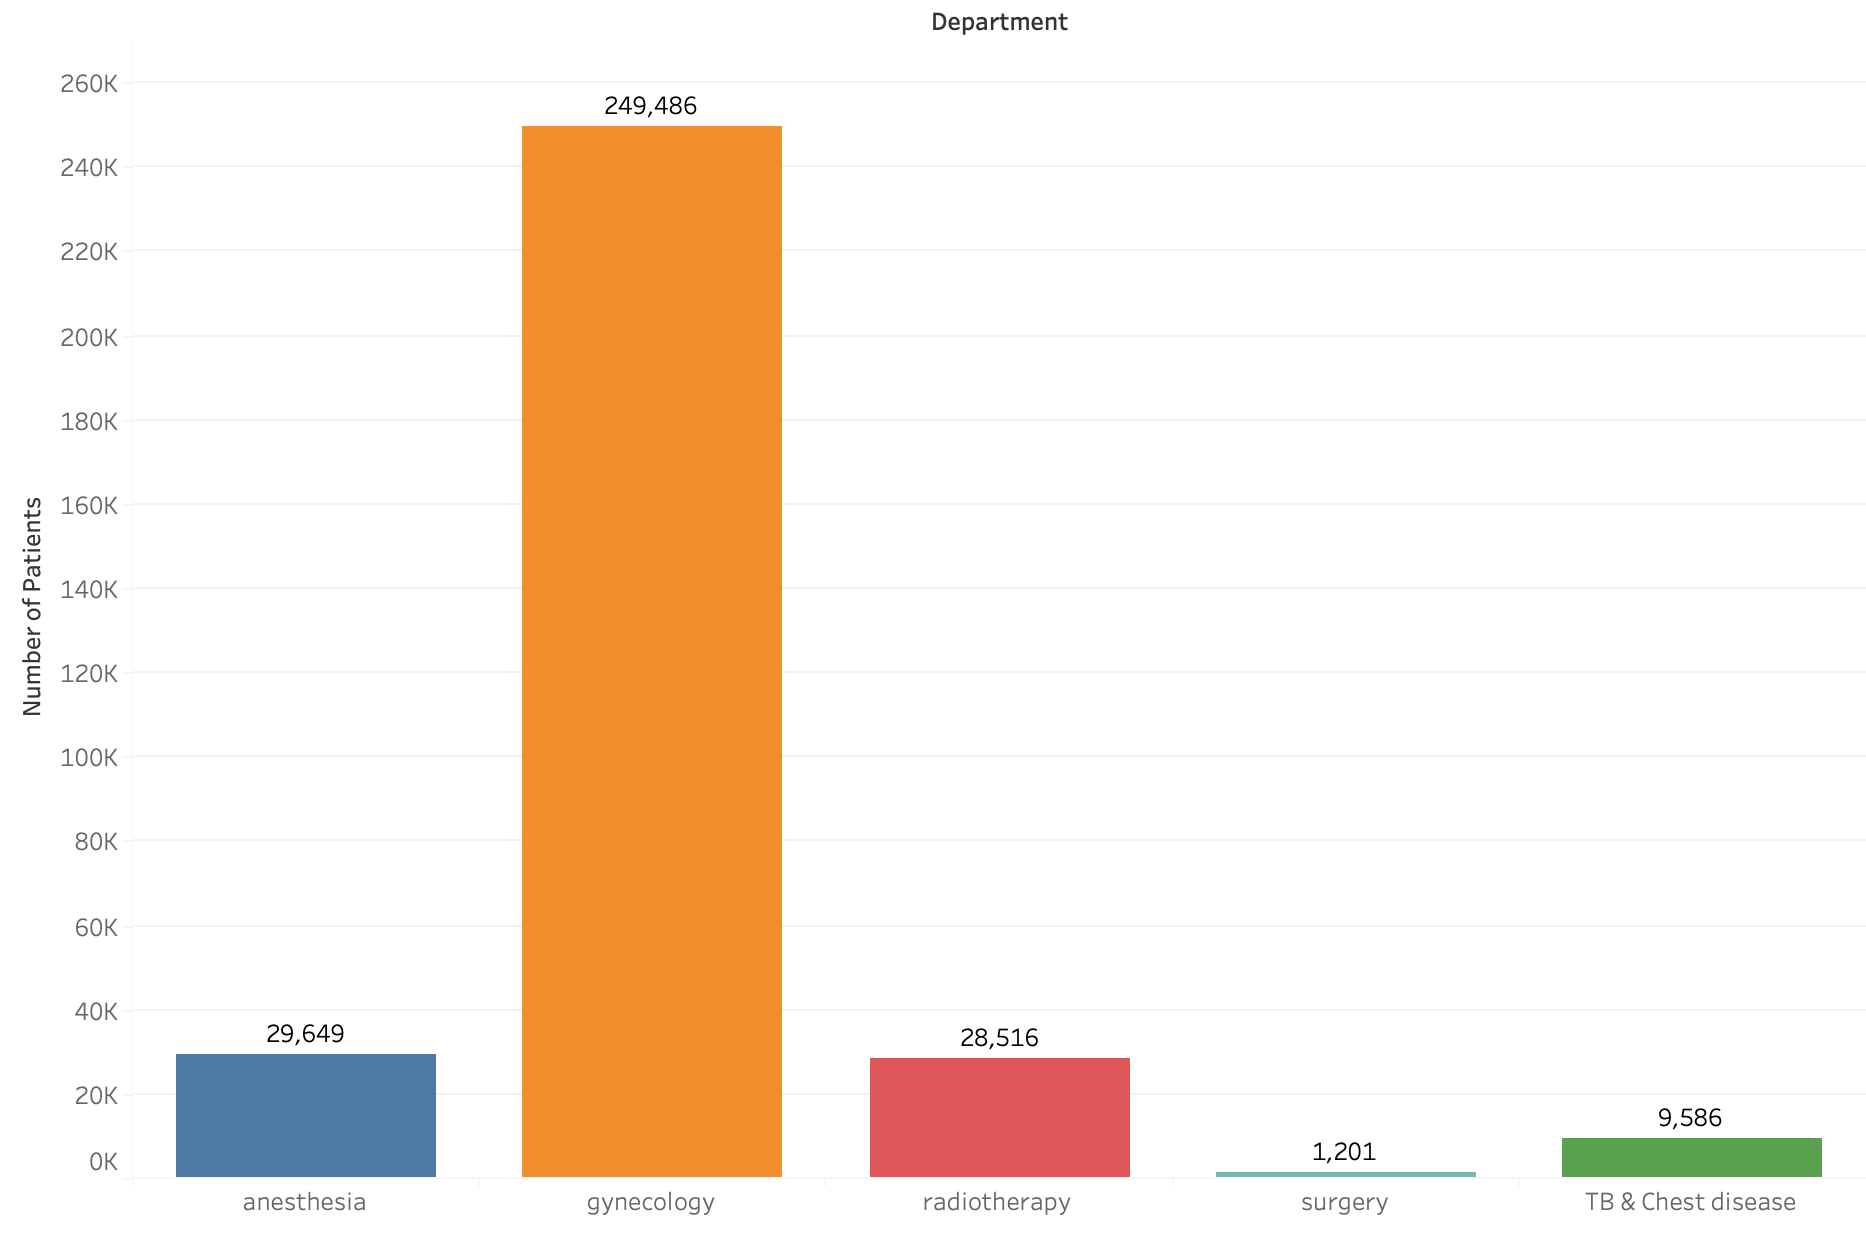 Department
Number of Patients
260K
240K
220K
200K
180K
160K
140K
120K
100K
80K
60K
40K
20K
0K
29,649
249,486
28,516
1,201
9,586
anesthesia
gynecology
radiotherapy
surgery
TB & Chest disease